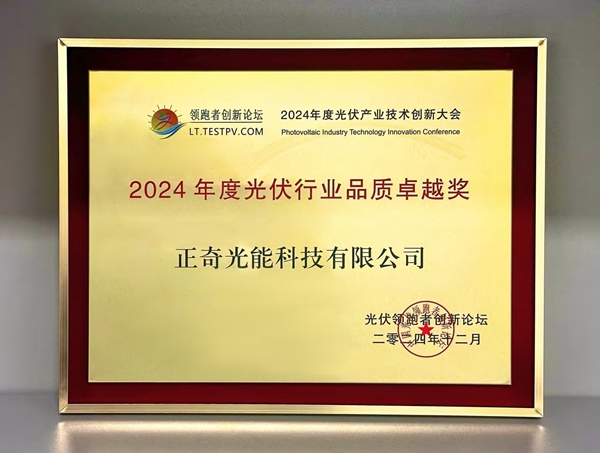 领跑者创新论坛
LT.TESTPV.COM
2024年度光伏产业技术创新大会
Photovoltaic Industry Technology Innovation Conference
2024 年度光伏行业品质卓越奖
正奇光能科技有限公司
光伏领跑者创新论坛
二零二四年十二月